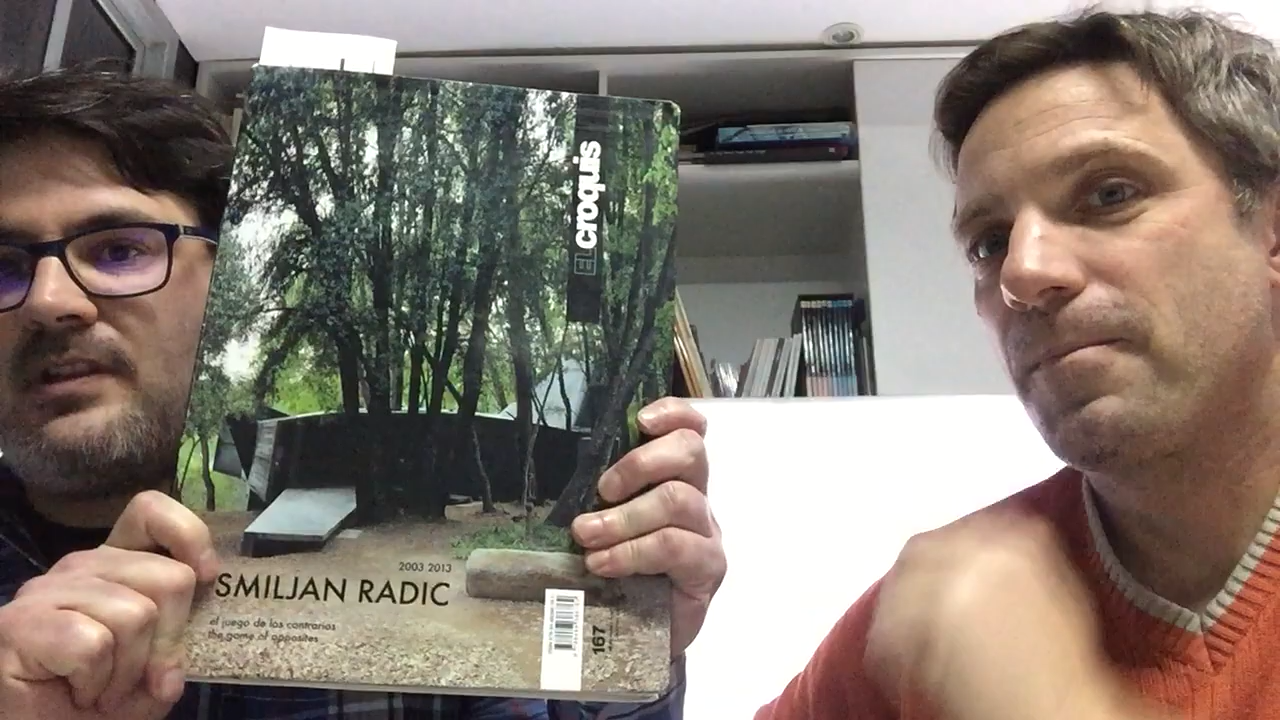 EL croquis
2003 2013
SMILJAN RADIC
el juego de los contrarios
the game of opposites
167